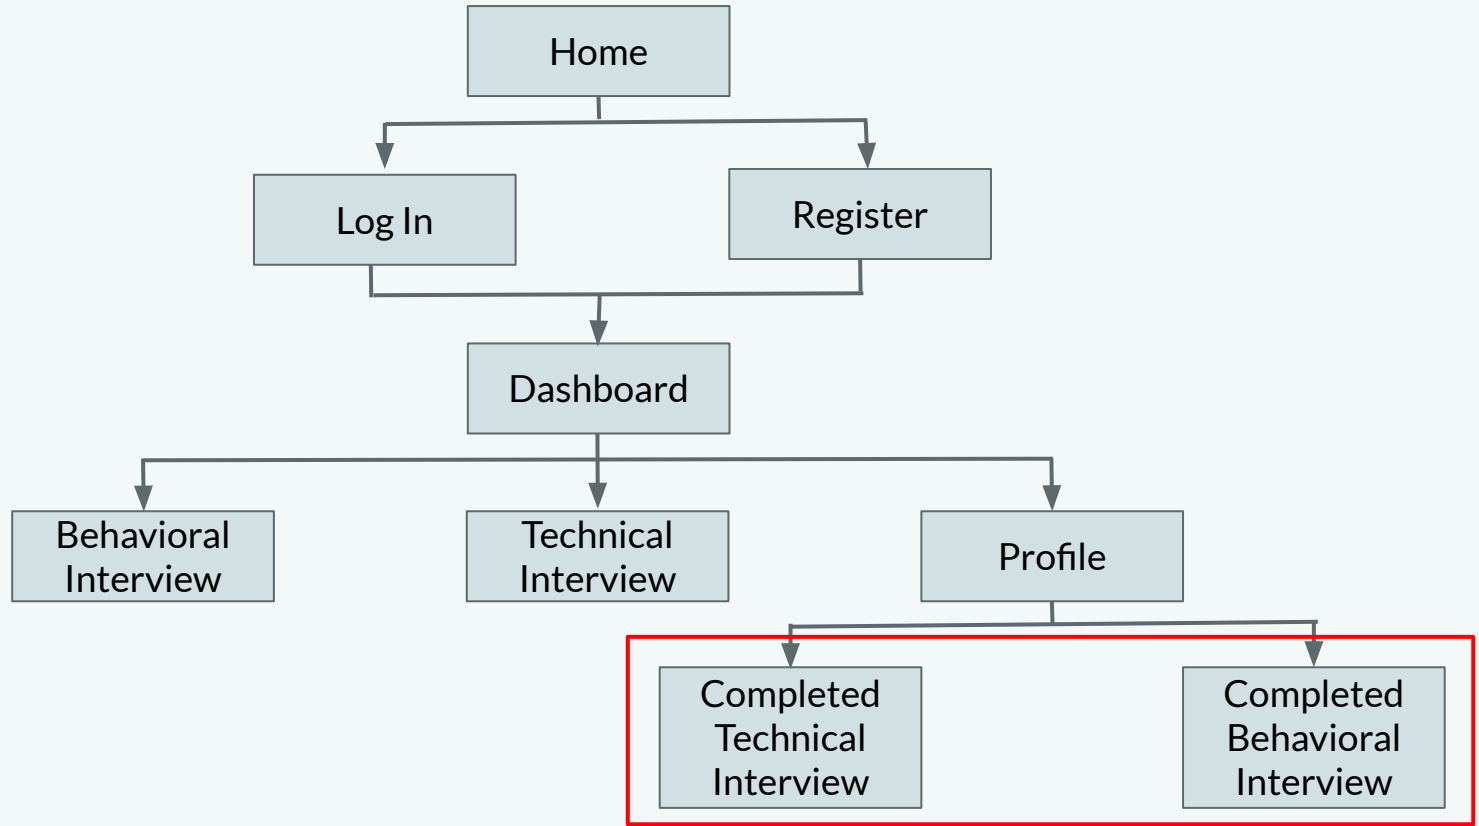 Home
Log In
Register
Dashboard
Behavioral
Interview
Technical
Interview
Profile
Completed
Technical
Interview
Completed
Behavioral
Interview